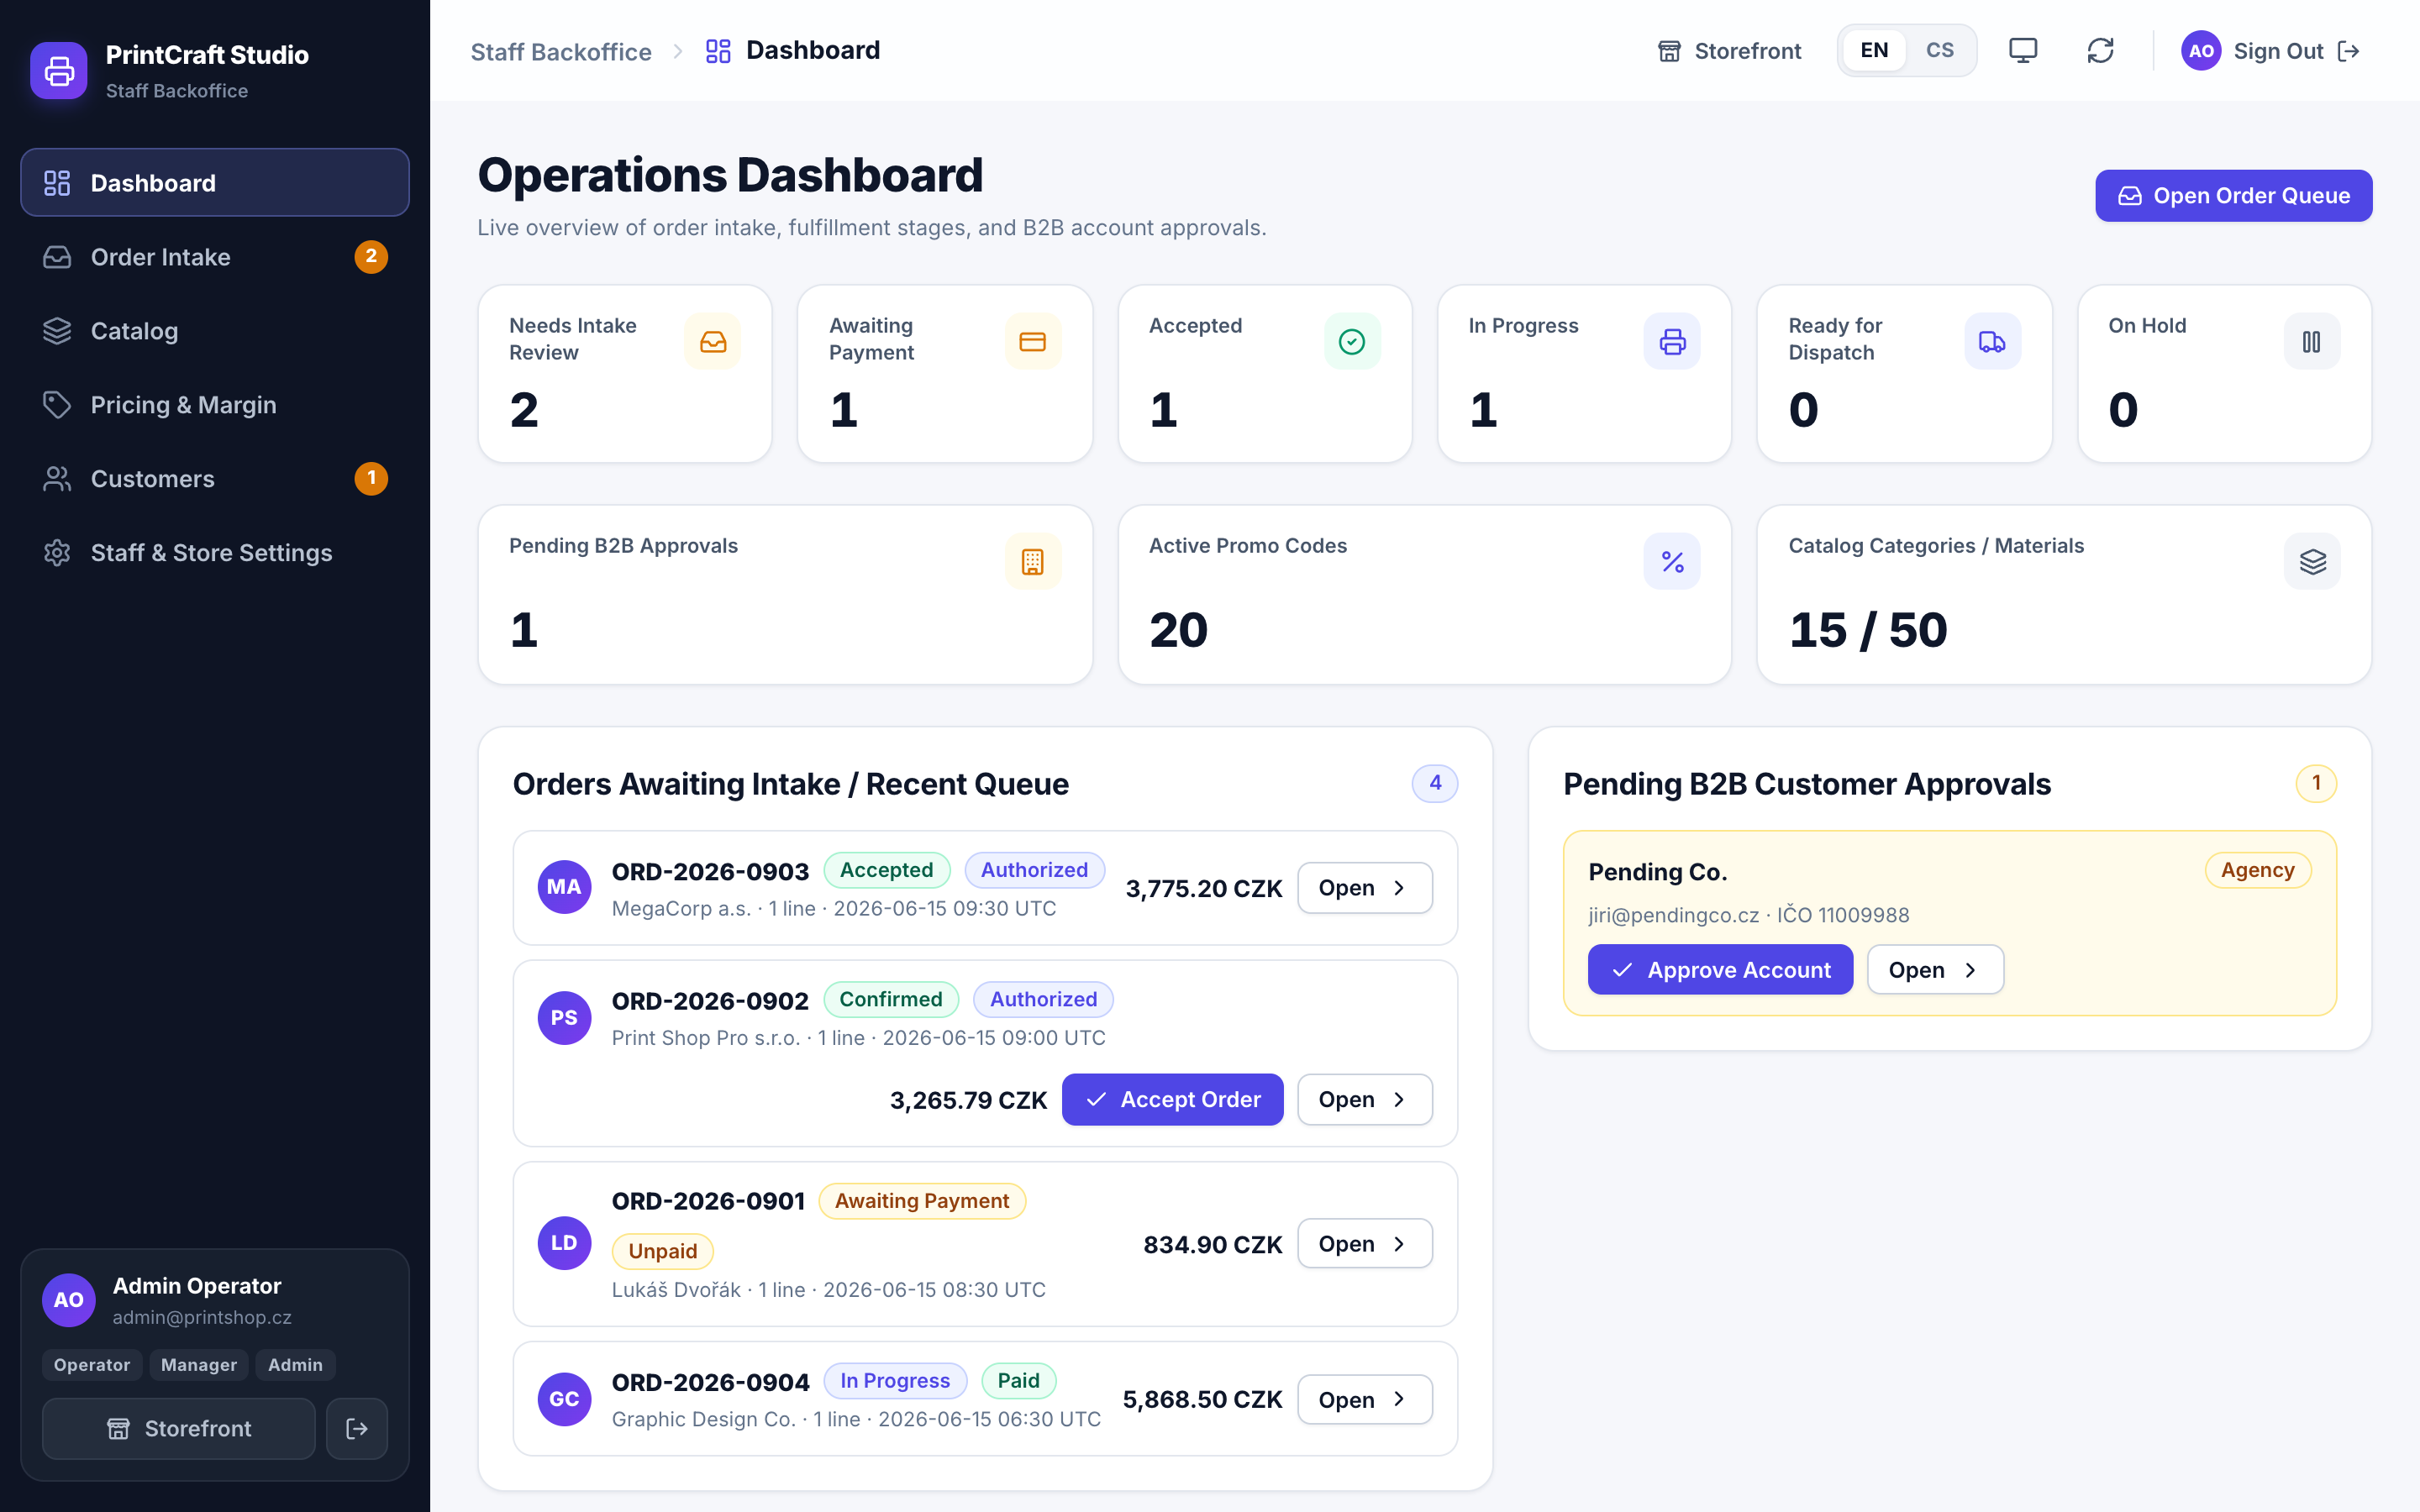 PrintCraft Studio
Staff Backoffice
Dashboard
Order Intake
2
Catalog
Pricing & Margin
Customers
1
Staff & Store Settings
AO
Admin Operator
admin@printshop.cz
Operator
Manager
Admin
Storefront
Staff Backoffice
Dashboard
Storefront
EN
CS
AO
Sign Out
Operations Dashboard
Live overview of order intake, fulfillment stages, and B2B account approvals.
Open Order Queue
Needs Intake
Review
2
Awaiting
Payment
1
Accepted
1
In Progress
1
Ready for
Dispatch
0
On Hold
0
Pending B2B Approvals
1
Active Promo Codes
20
Catalog Categories / Materials
15 / 50
Orders Awaiting Intake / Recent Queue
4
MA
ORD-2026-0903
Accepted
Authorized
MegaCorp a.s. · 1 line · 2026-06-15 09:30 UTC
3,775.20 CZK
Open
PS
ORD-2026-0902
Confirmed
Authorized
Print Shop Pro s.r.o. · 1 line · 2026-06-15 09:00 UTC
3,265.79 CZK
Accept Order
Open
LD
ORD-2026-0901
Awaiting Payment
Unpaid
Lukáš Dvořák · 1 line · 2026-06-15 08:30 UTC
834.90 CZK
Open
GC
ORD-2026-0904
In Progress
Paid
Graphic Design Co. · 1 line · 2026-06-15 06:30 UTC
5,868.50 CZK
Open
Pending B2B Customer Approvals
1
Pending Co.
Agency
jiri@pendingco.cz · IČO 11009988
Approve Account
Open